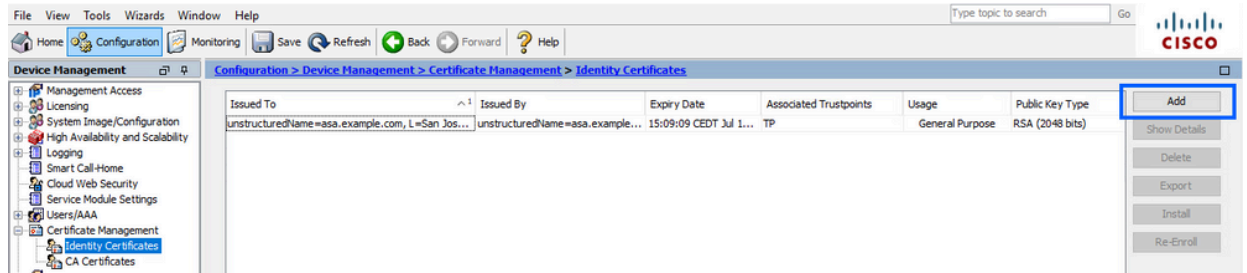 File View Tools Wizards Window Help
Type topic to search Go
Home Configuration Monitoring Save Refresh Back Forward Help
CISCO
Device Management
Configuration > Device Management > Certificate Management > Identity Certificates
Management Access
Licensing
System Image/Configuration
High Availability and Scalability
Logging
Smart Call-Home
Cloud Web Security
Service Module Settings
Users/AAA
Certificate Management
Identity Certificates
CA Certificates
Issued To 1 Issued By Expiry Date Associated Trustpoints Usage Public Key Type
unstructuredName=asa.example.com, L=San Jos... unstructuredName=asa.example... 15:09:09 CEDT Jul 1... TP General Purpose RSA (2048 bits)
Add
Show Details
Delete
Export
Install
Re-Enroll